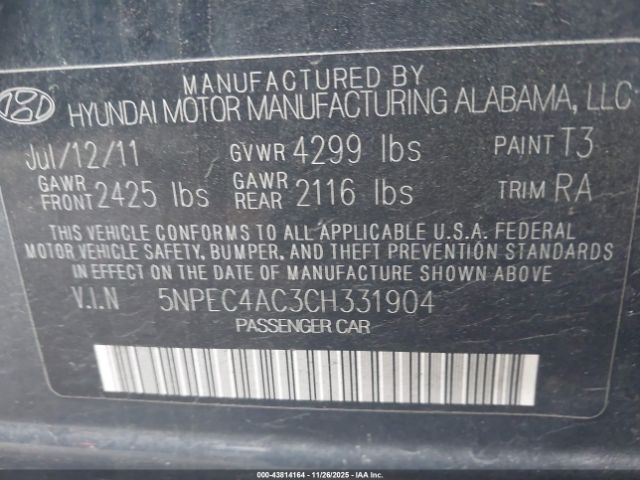 MANUFACTURED BY
HYUNDAI MOTOR MANUFACTURING ALABAMA, LLC
Jul/12/11 GVWR 4299 lbs PAINT T3
GAWR FRONT 2425 lbs GAWR REAR 2116 lbs TRIM RA
THIS VEHICLE CONFORMS TO ALL APPLICABLE U.S.A. FEDERAL
MOTOR VEHICLE SAFETY, BUMPER, AND THEFT PREVENTION STANDARDS
IN EFFECT ON THE DATE OF MANUFACTURE SHOWN ABOVE
V.I.N 5NPEC4AC3CH331904
PASSENGER CAR
000-43814164 | 11/26/2025 - © IAA Inc.